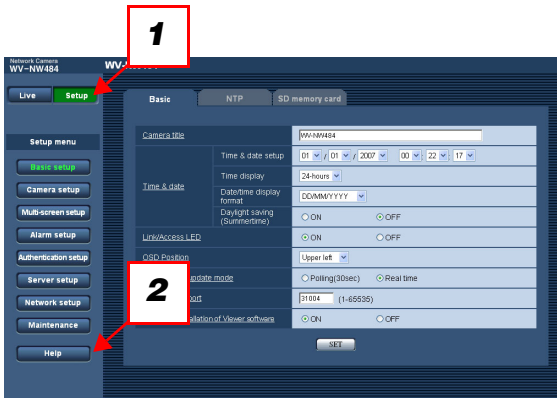 1
Network Camera
WV-NW484
WV-
Live
Setup
Basic
NTP
SD memory card
Setup menu
Basic setup
Camera setup
Multi-screen setup
Alarm setup
Authentication setup
Server setup
Network setup
Maintenance
Help
Camera title
WV-NW484
Time & date
Time & date setup
01 / 01 / 2007 00 : 22 : 17
Time display
24-hours
Date/time display format
DD/MM/YYYY
Daylight saving (Summertime)
ON OFF
Link/Access LED
ON OFF
OSD Position
Upper left
update mode
Polling(30sec) Real time
31004 (1-65535)
of Viewer software
ON OFF
SET
2